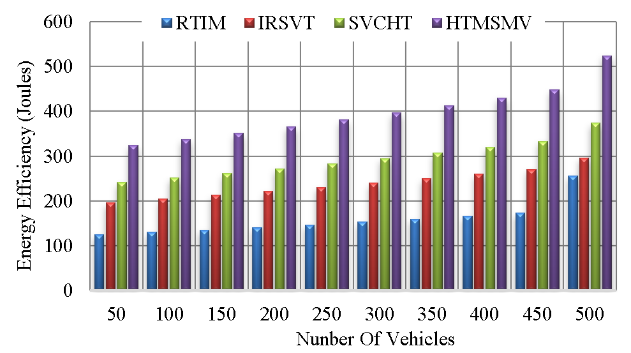 RTIM IRSVT SVCHT HTMSMV
600
500
400
300
200
100
0
Energy Efficiency (Joules)
50 100 150 200 250 300 350 400 450 500
Nunber Of Vehicles